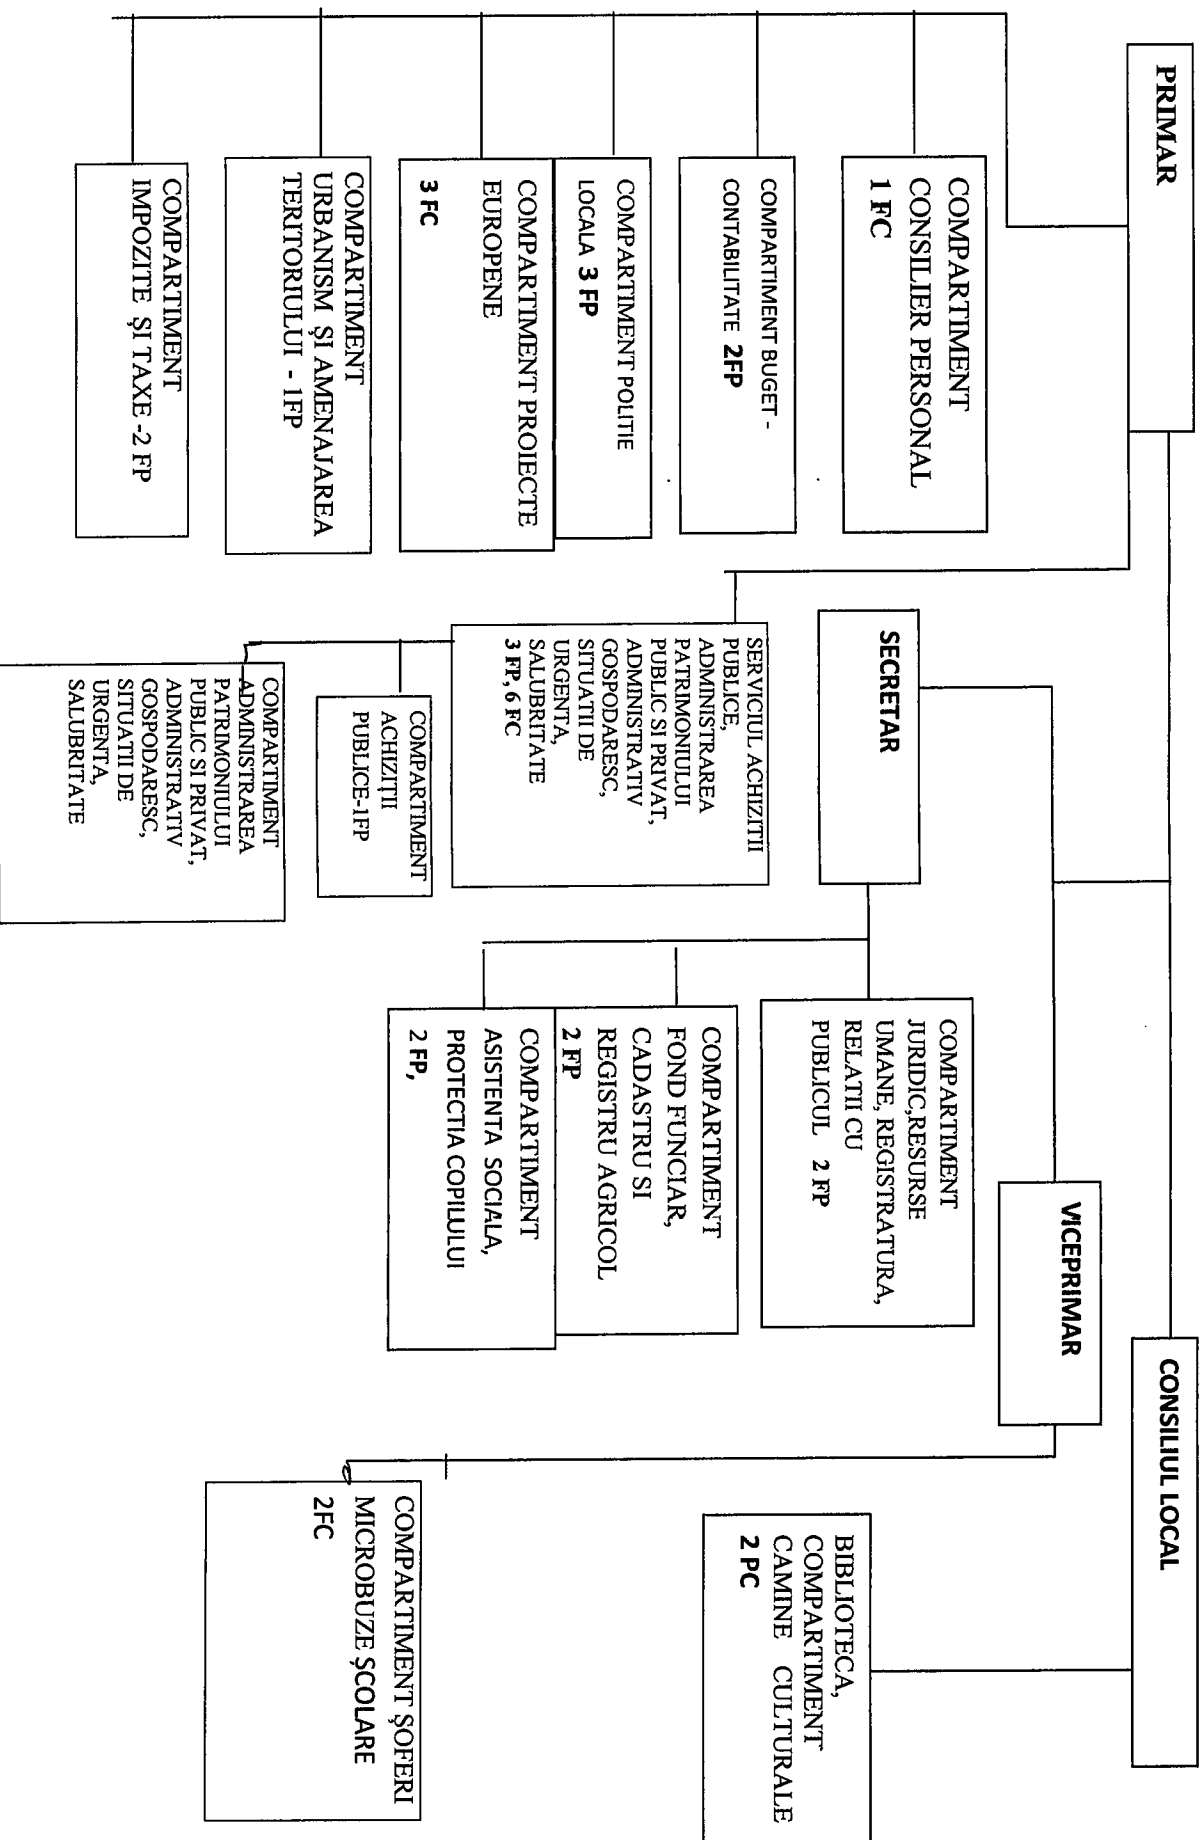 PRIMAR
CONSILIUL LOCAL
VICEPRIMAR
SECRETAR
COMPARTIMENT
CONSILIER PERSONAL
1 FC
COMPARTIMENT BUGET -
CONTABILITATE 2FP
COMPARTIMENT POLITIE
LOCALA 3 FP
COMPARTIMENT PROIECTE
EUROPENE
3 FC
COMPARTIMENT
URBANISM ŞI AMENAJAREA
TERITORIULUI - 1FP
COMPARTIMENT
IMPOZITE ŞI TAXE -2 FP
SERVICIUL ACHIZITII
PUBLICE,
ADMINISTRAREA
PATRIMONIULUI
PUBLIC SI PRIVAT,
ADMINISTRATIV
GOSPODARESC,
SITUATII DE
URGENTA,
SALUBRITATE
3 FP, 6 FC
COMPARTIMENT
ACHIZIŢII
PUBLICE-1FP
COMPARTIMENT
ADMINISTRAREA
PATRIMONIULUI
PUBLIC SI PRIVAT,
ADMINISTRATIV
GOSPODARESC,
SITUATII DE
URGENTA,
SALUBRITATE
COMPARTIMENT
JURIDIC,RESURSE
UMANE, REGISTRATURA,
RELATII CU
PUBLICUL 2 FP
COMPARTIMENT
FOND FUNCIAR,
CADASTRU SI
REGISTRU AGRICOL
2 FP
COMPARTIMENT
ASISTENTA SOCIALA,
PROTECTIA COPILULUI
2 FP,
BIBLIOTECA,
COMPARTIMENT
CAMINE CULTURALE
2 PC
COMPARTIMENT ŞOFERI
MICROBUZE ŞCOLARE
2FC